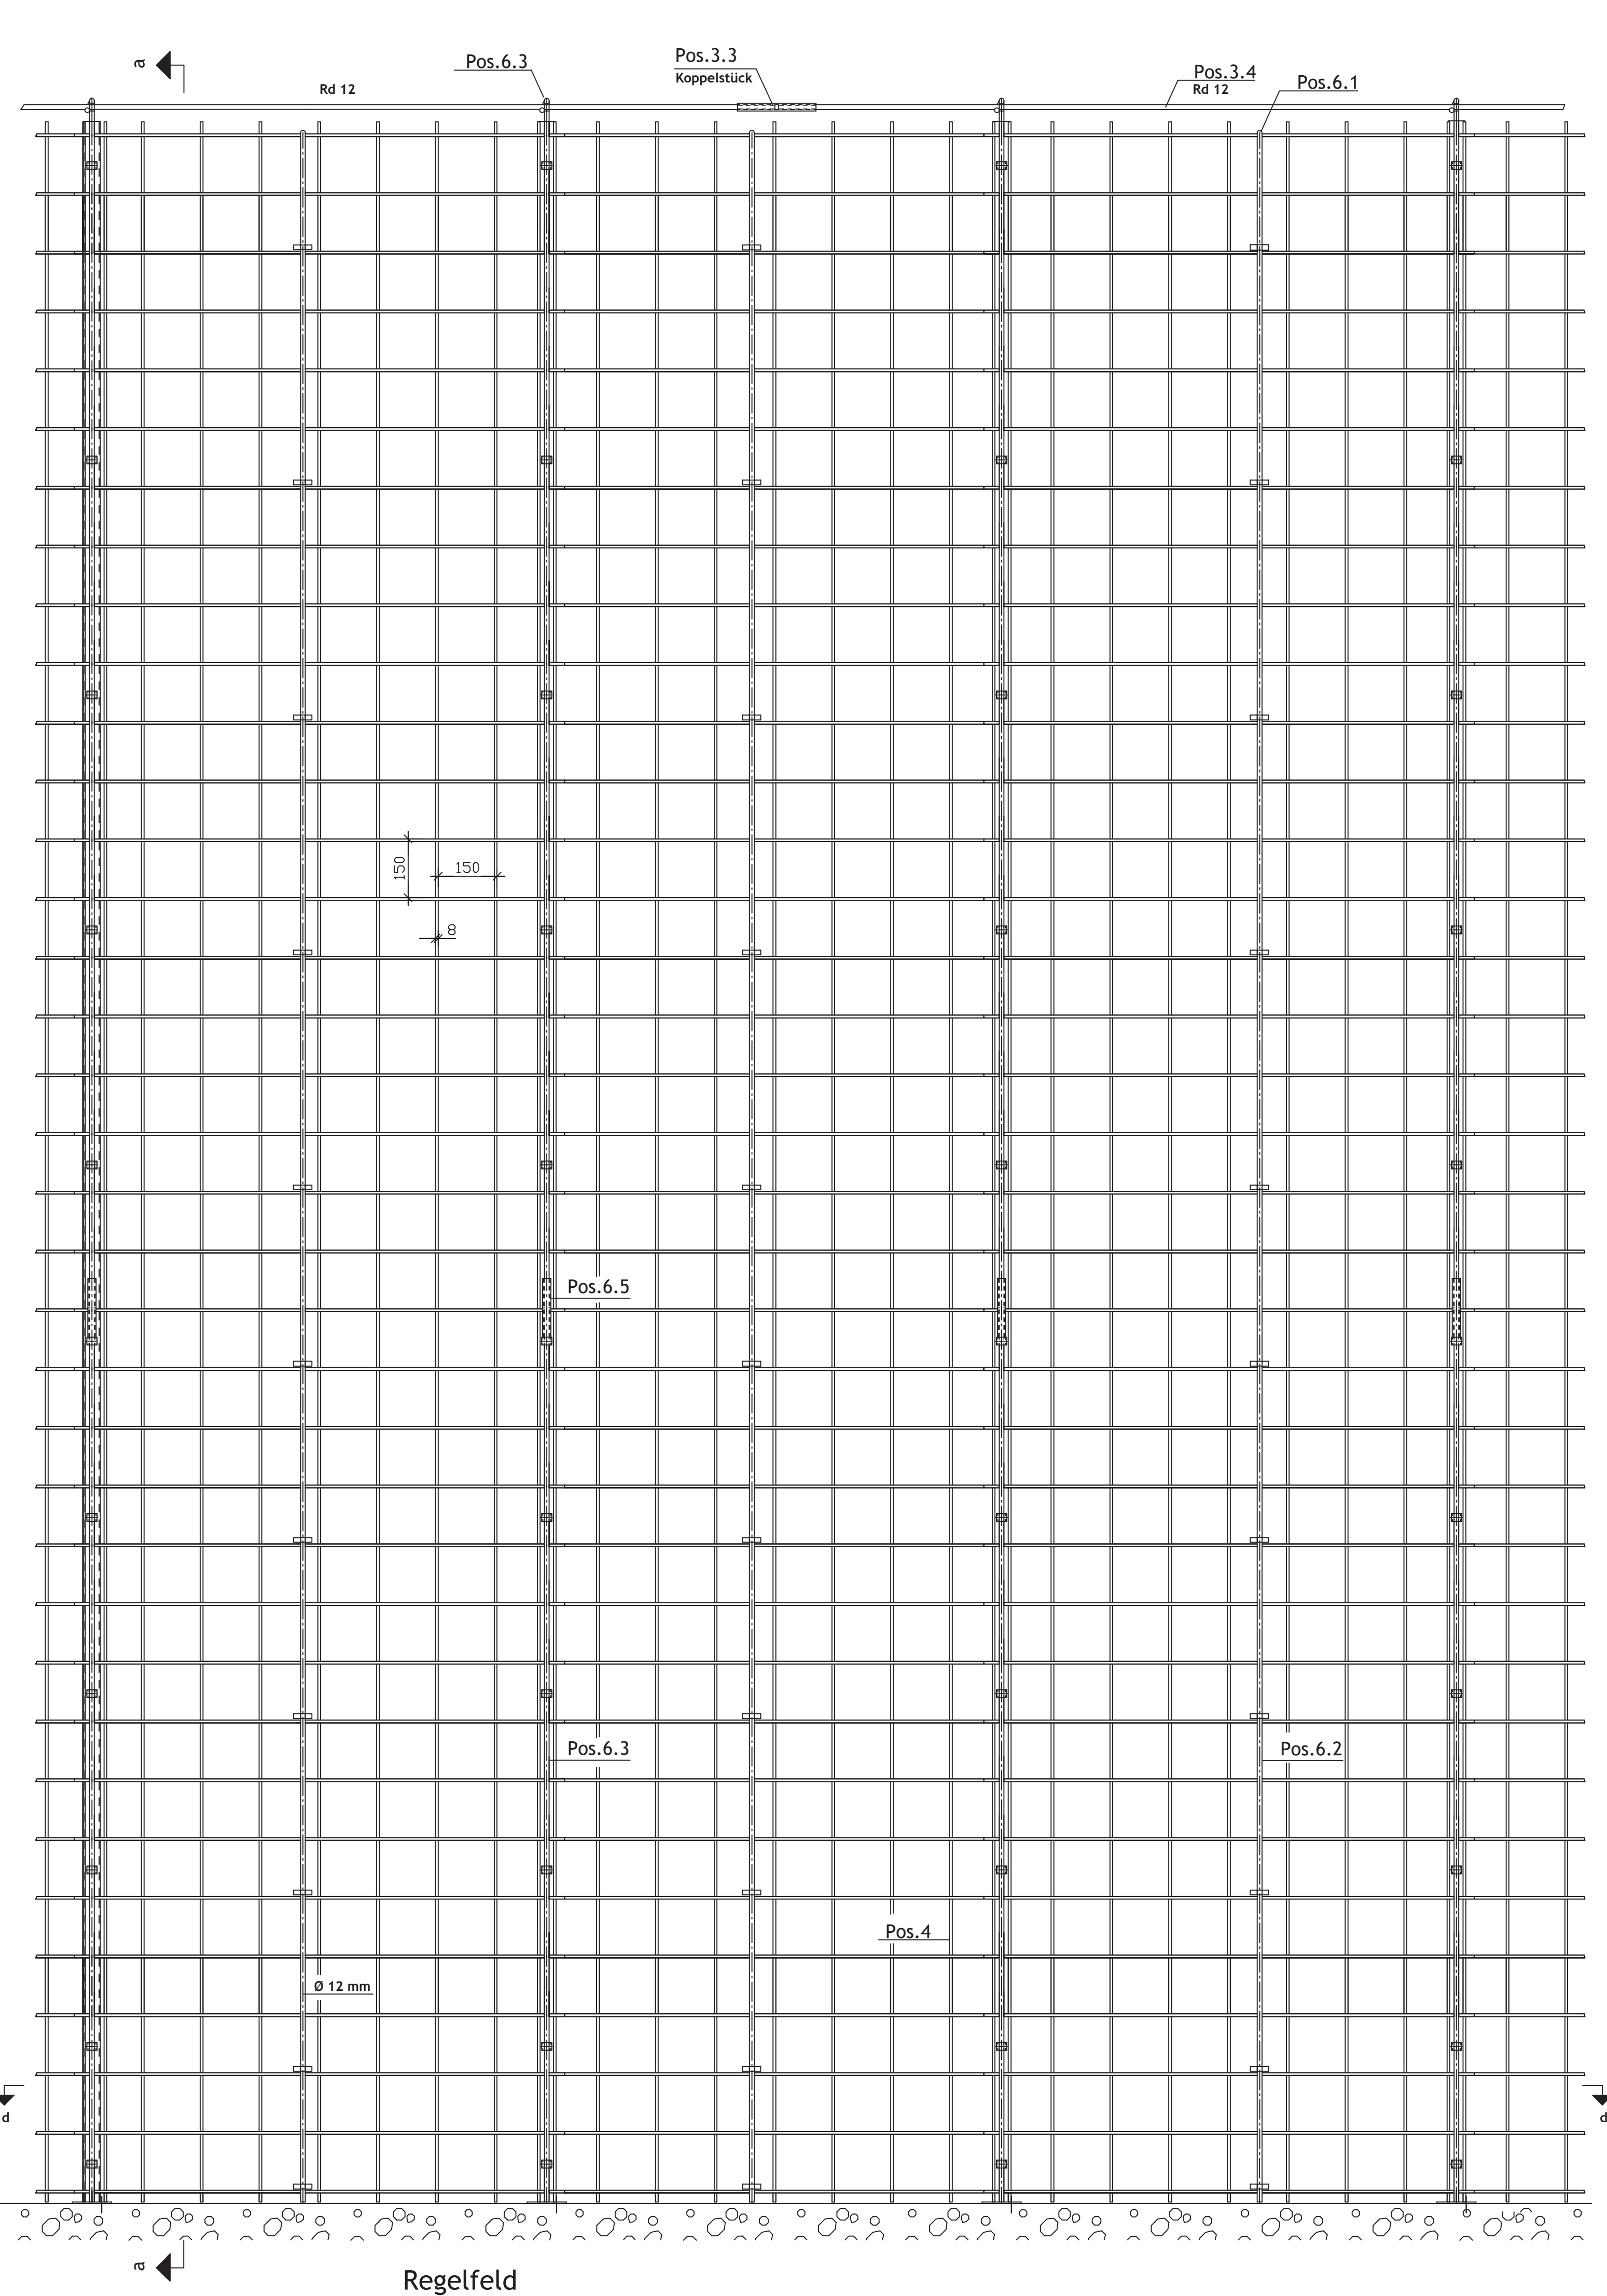 a
Pos.6.3
Pos.3.3
Koppelstück
Rd 12
Pos.3.4
Rd 12
Pos.6.1
150
150
8
Pos.6.5
Pos.6.3
Pos.6.2
Pos.4
Ø 12 mm
d
d
a
Regelfeld